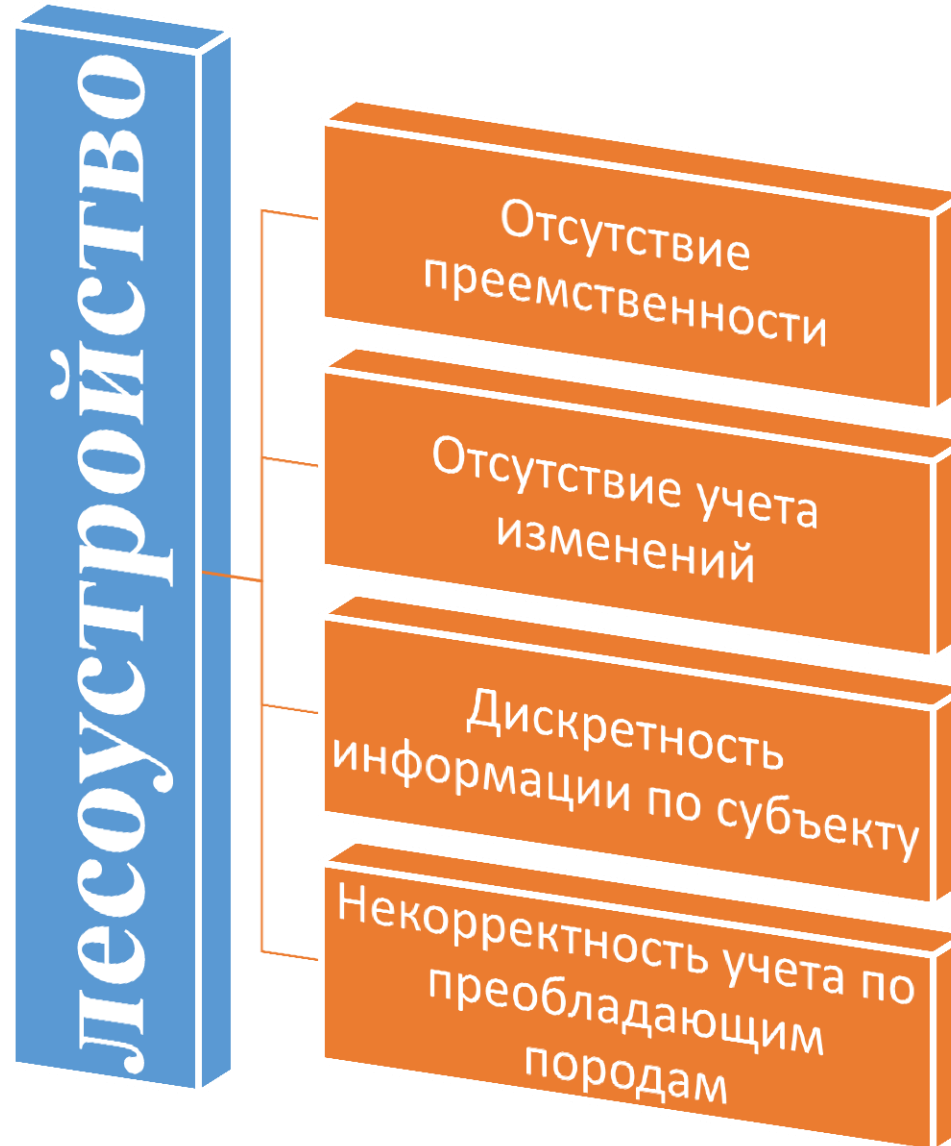 лесоустройство
Отсутствие
преемственности
Отсутствие учета
изменений
Дискретность
информации по субъекту
Некорректность учета по
преобладающим
породам